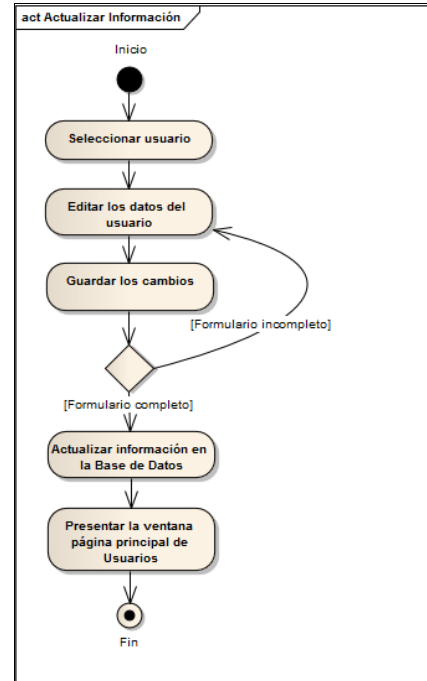 act Actualizar Información
Inicio
Seleccionar usuario
Editar los datos del
usuario
Guardar los cambios
[Formulario incompleto]
[Formulario completo]
Actualizar información en
la Base de Datos
Presentar la ventana
página principal de
Usuarios
Fin